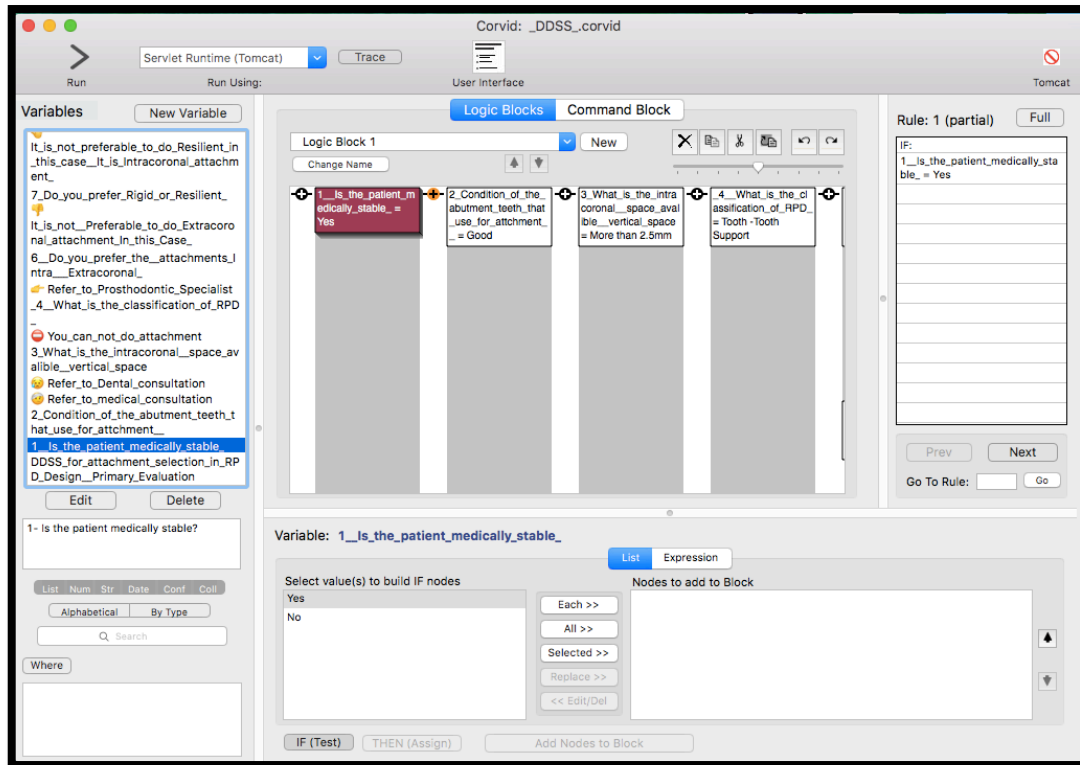 Corvid: _DDSS_.corvid
Servlet Runtime (Tomcat)
Trace
Run
Run Using:
User Interface
Tomcat
Variables
New Variable
It_is_not_preferable_to_do_Resilient_in
_this_case__It_is_Intracoronal_attachm
ent_
7_Do_you_prefer_Rigid_or_Resilient_
It_is_not__Preferable_to_do_Extracoro
nal_attachment_In_this_Case_
6__Do_you_prefer_the__attachments_I
ntra___Extracoronal_
Refer_to_Prosthodontic_Specialist
_4__What_is_the_classification_of_RPD
_
You_can_not_do_attachment
3_What_is_the_intracoronal__space_av
alible__vertical_space
Refer_to_Dental_consultation
Refer_to_medical_consultation
2_Condition_of_the_abutment_teeth_t
hat_use_for_attchment__
1__Is_the_patient_medically_stable_
DDSS_for_attachment_selection_in_RP
D_Design__Primary_Evaluation
Edit
Delete
1- Is the patient medically stable?
List Num Str Date Conf Coll
Alphabetical
By Type
Search
Where
Logic Blocks
Command Block
Logic Block 1
New
Change Name
1__Is_the_patient_m
edically_stable_ =
Yes
2_Condition_of_the_
abutment_teeth_that
_use_for_attchment_
_ = Good
3_What_is_the_intra
coronal__space_aval
ible__vertical_space
= More than 2.5mm
_4__What_is_the_cl
assification_of_RPD_
= Tooth -Tooth
Support
Rule: 1 (partial)
Full
IF:
1__Is_the_patient_medically_sta
ble_ = Yes
Prev
Next
Go To Rule:
Go
Variable: 1__Is_the_patient_medically_stable_
List
Expression
Select value(s) to build IF nodes
Yes
No
Each >>
All >>
Selected >>
Replace >>
<< Edit/Del
Nodes to add to Block
IF (Test)
THEN (Assign)
Add Nodes to Block